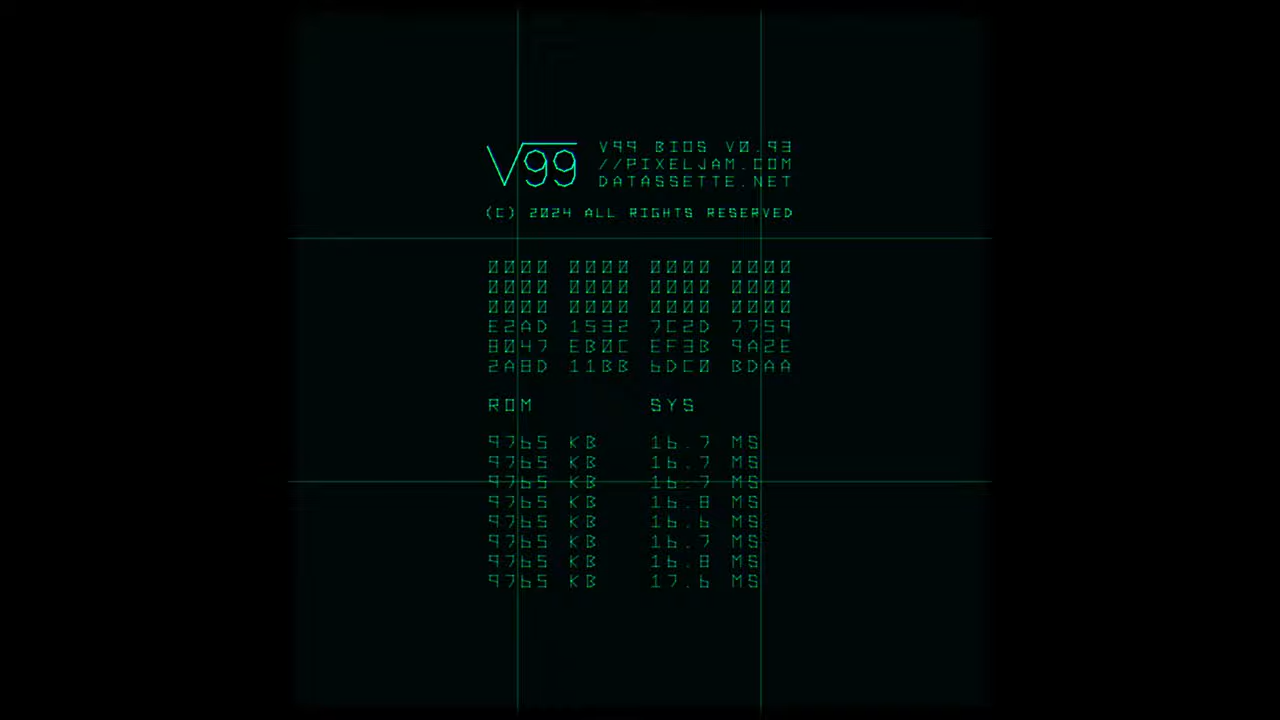 √99
V99 BIOS V0.93
//PIXELJAM.COM
DATASSETTE.NET
(C) 2024 ALL RIGHTS RESERVED
0000 0000 0000 0000
0000 0000 0000 0000
0000 0000 0000 0000
E2AD 1532 7C2D 7759
8047 EB0C EF3B 9A2E
2A8D 11BB 6DC0 BDAA
ROM SYS
9765 KB 16.7 MS
9765 KB 16.7 MS
9765 KB 16.7 MS
9765 KB 16.8 MS
9765 KB 16.6 MS
9765 KB 16.7 MS
9765 KB 16.8 MS
9765 KB 17.6 MS